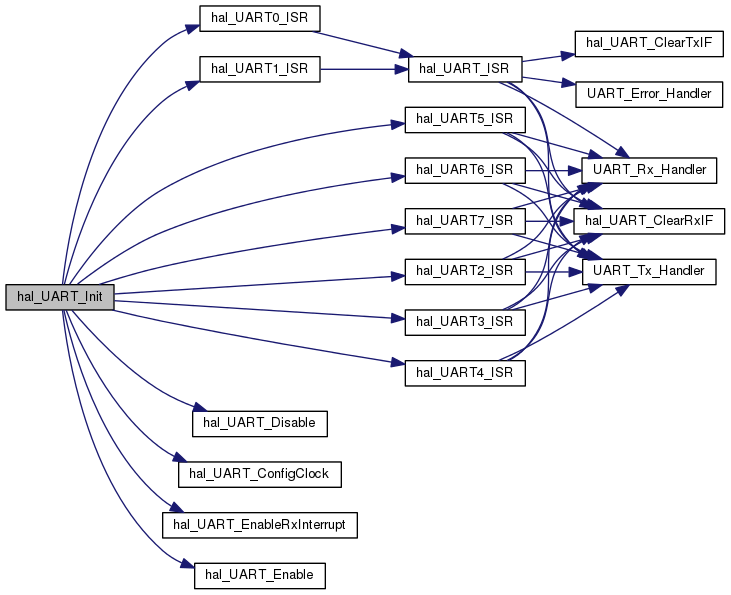 hal_UART0_ISR
hal_UART_ClearTxIF
hal_UART1_ISR
hal_UART_ISR
UART_Error_Handler
hal_UART5_ISR
hal_UART6_ISR
UART_Rx_Handler
hal_UART7_ISR
hal_UART_ClearRxIF
hal_UART2_ISR
UART_Tx_Handler
hal_UART_Init
hal_UART3_ISR
hal_UART4_ISR
hal_UART_Disable
hal_UART_ConfigClock
hal_UART_EnableRxInterrupt
hal_UART_Enable